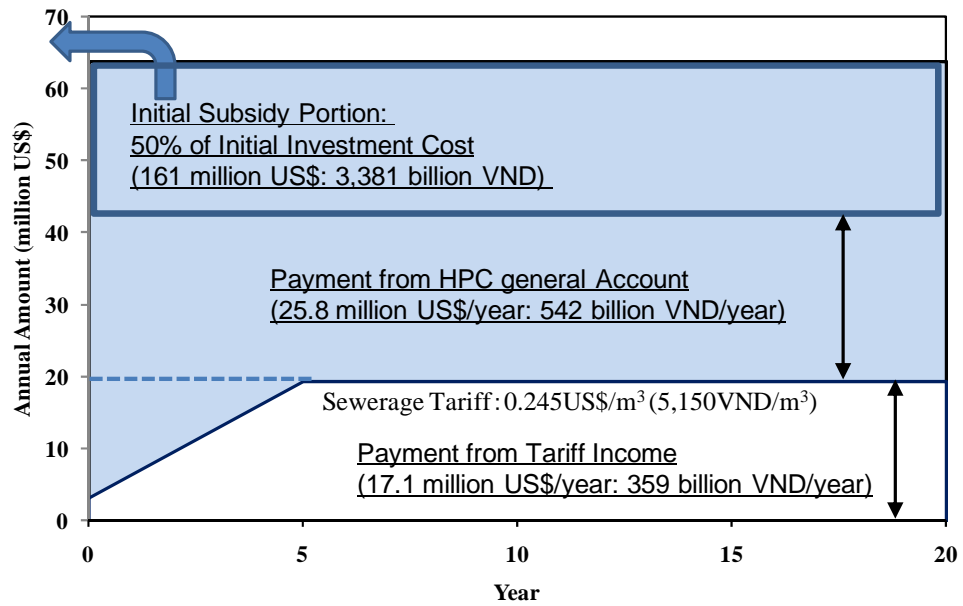 70
60
50
40
30
20
10
0
Annual Amount (million US$)
Initial Subsidy Portion:
50% of Initial Investment Cost
(161 million US$: 3,381 billion VND)
Payment from HPC general Account
(25.8 million US$/year: 542 billion VND/year)
Sewerage Tariff : 0.245US$/m³ (5,150VND/m³)
Payment from Tariff Income
(17.1 million US$/year: 359 billion VND/year)
0 5 10 15 20
Year